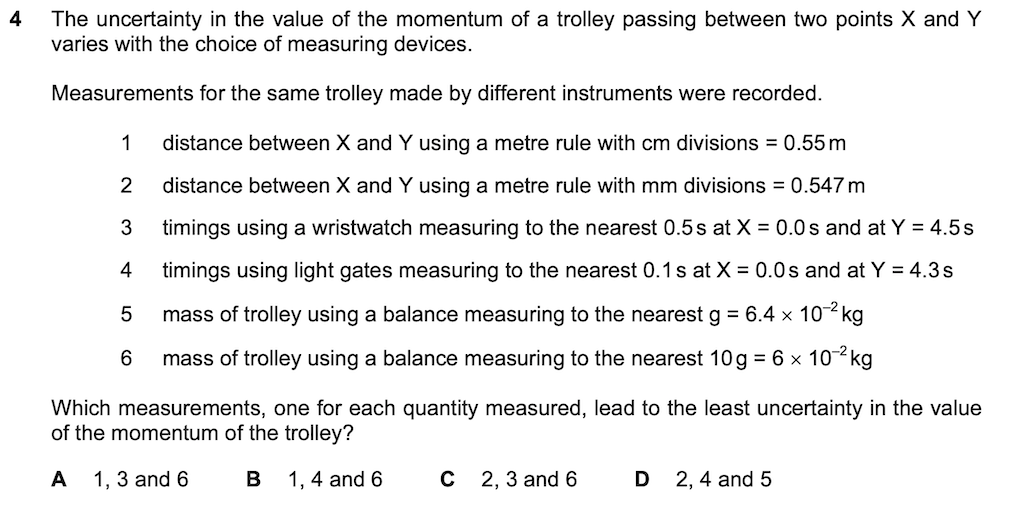 4 The uncertainty in the value of the momentum of a trolley passing between two points X and Y
varies with the choice of measuring devices.
Measurements for the same trolley made by different instruments were recorded.
1 distance between X and Y using a metre rule with cm divisions = 0.55 m
2 distance between X and Y using a metre rule with mm divisions = 0.547 m
3 timings using a wristwatch measuring to the nearest 0.5 s at X = 0.0 s and at Y = 4.5 s
4 timings using light gates measuring to the nearest 0.1 s at X = 0.0 s and at Y = 4.3 s
5 mass of trolley using a balance measuring to the nearest g = 6.4 × 10⁻² kg
6 mass of trolley using a balance measuring to the nearest 10 g = 6 × 10⁻² kg
Which measurements, one for each quantity measured, lead to the least uncertainty in the value
of the momentum of the trolley?
A 1, 3 and 6 B 1, 4 and 6 C 2, 3 and 6 D 2, 4 and 5